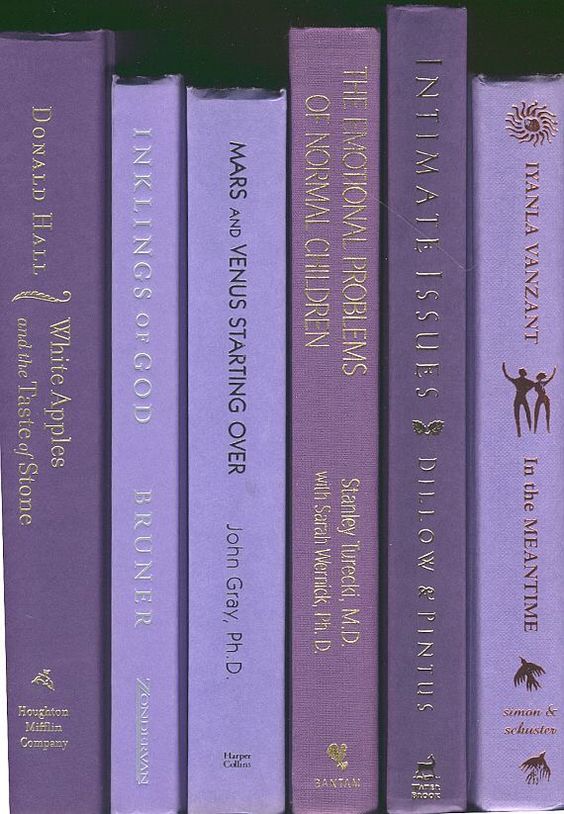 DONALD HALL
White Apples
and the Taste of Stone
Houghton
Mifflin
Company
INKLINGS OF GOD
BRUNER
ZONDERVAN
MARS AND VENUS STARTING OVER
John Gray, Ph.D.
Harper
Collins
THE EMOTIONAL PROBLEMS
OF NORMAL CHILDREN
Stanley Turecki, M.D.
with Sarah Wernick, Ph.D.
BANTAM
INTIMATE ISSUES
DILLOW & PINTUS
WATER
BROOK
IYANLA VANZANT
In the MEANTIME
simon &
schuster